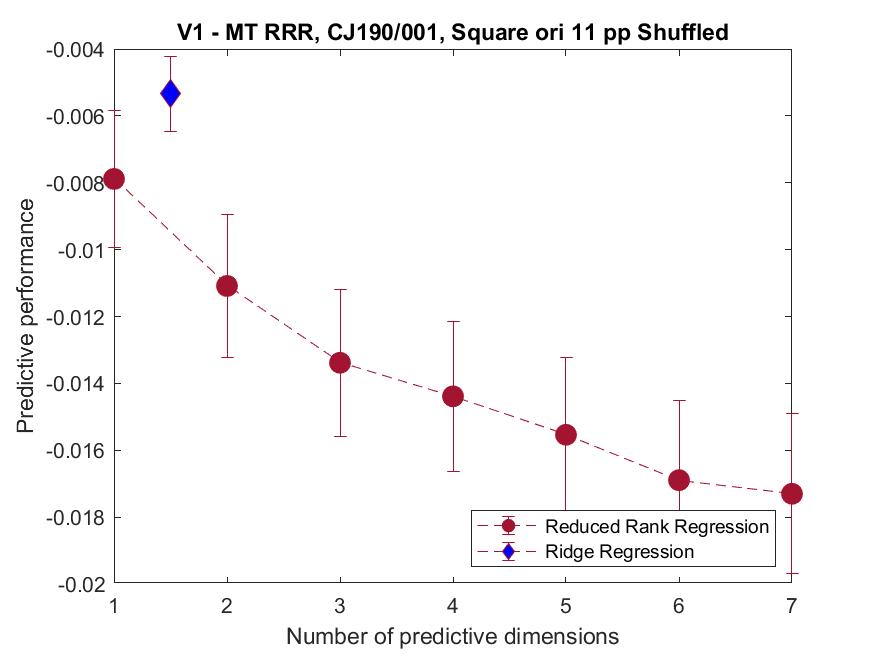 V1 - MT RRR, CJ190/001, Square ori 11 pp Shuffled
Predictive performance
-0.004
-0.006
-0.008
-0.01
-0.012
-0.014
-0.016
-0.018
-0.02
Reduced Rank Regression
Ridge Regression
1 2 3 4 5 6 7
Number of predictive dimensions